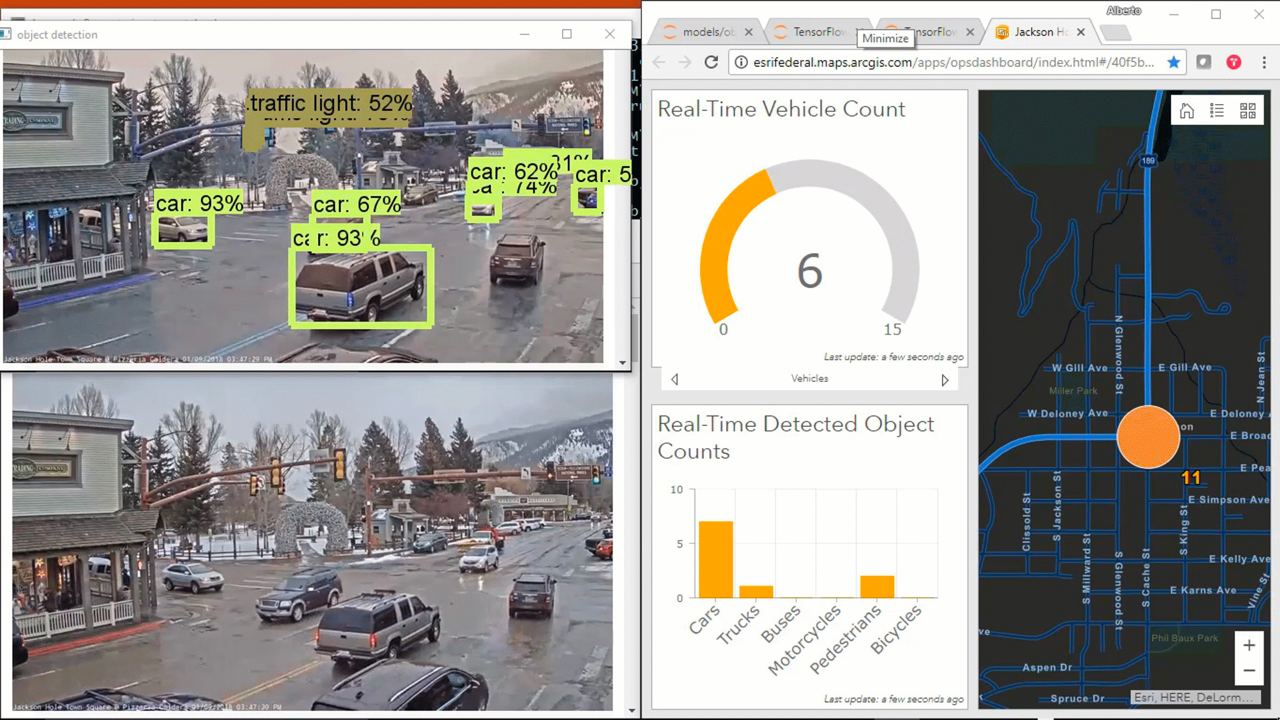 object detection
traffic light: 52%
car: 62%
81%
car: 5
car: 74%
car: 93%
car: 67%
car: 93%
TRADING
Jackson Hole Town Square @ Pizzeria Caldera 01/09/2018 03:47:29 PM
TRADING
COMPANY
Jackson Hole Town Square @ Pizzeria Caldera 01/09/2018 03:47:30 PM
Alberto
models/ob
TensorFlow
TensorFlow
Jackson Ho
Minimize
esrifederal.maps.arcgis.com/apps/opsdashboard/index.html#/40f5b...
Real-Time Vehicle Count
6
0
15
Last update: a few seconds ago
Vehicles
Real-Time Detected Object
Counts
10
5
0
Cars
Trucks
Buses
Motorcycles
Pedestrians
Bicycles
Last update: a few seconds ago
189
N Glenwood St
W Gill Ave
E Gill Ave
N Jean St
Miller Park
W Deloney Ave
E Deloney
on
E Broad
11
E Pea
E Simpson Ave
Clissold St
S Jackson St
S King St
S Millward St
S Glenwood St
S Cache St
E Kelly Ave
E Karns Ave
Vine St
ve
Phil Baux Park
Aspen Dr
Spruce Dr
+
−
Esri, HERE, DeLorm...